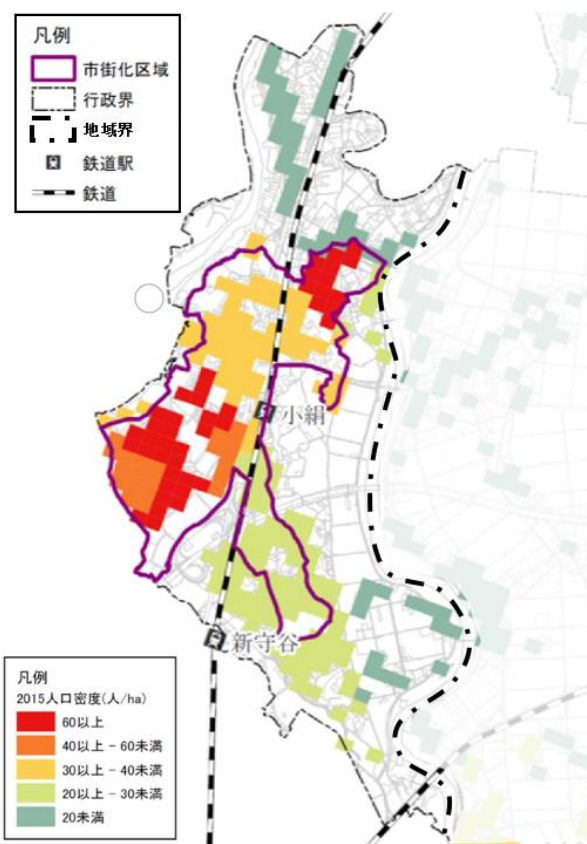 凡例
市街化区域
行政界
地域界
鉄道駅
鉄道
小絹
新守谷
凡例
2015人口密度(人/ha)
60以上
40以上 - 60未満
30以上 - 40未満
20以上 - 30未満
20未満